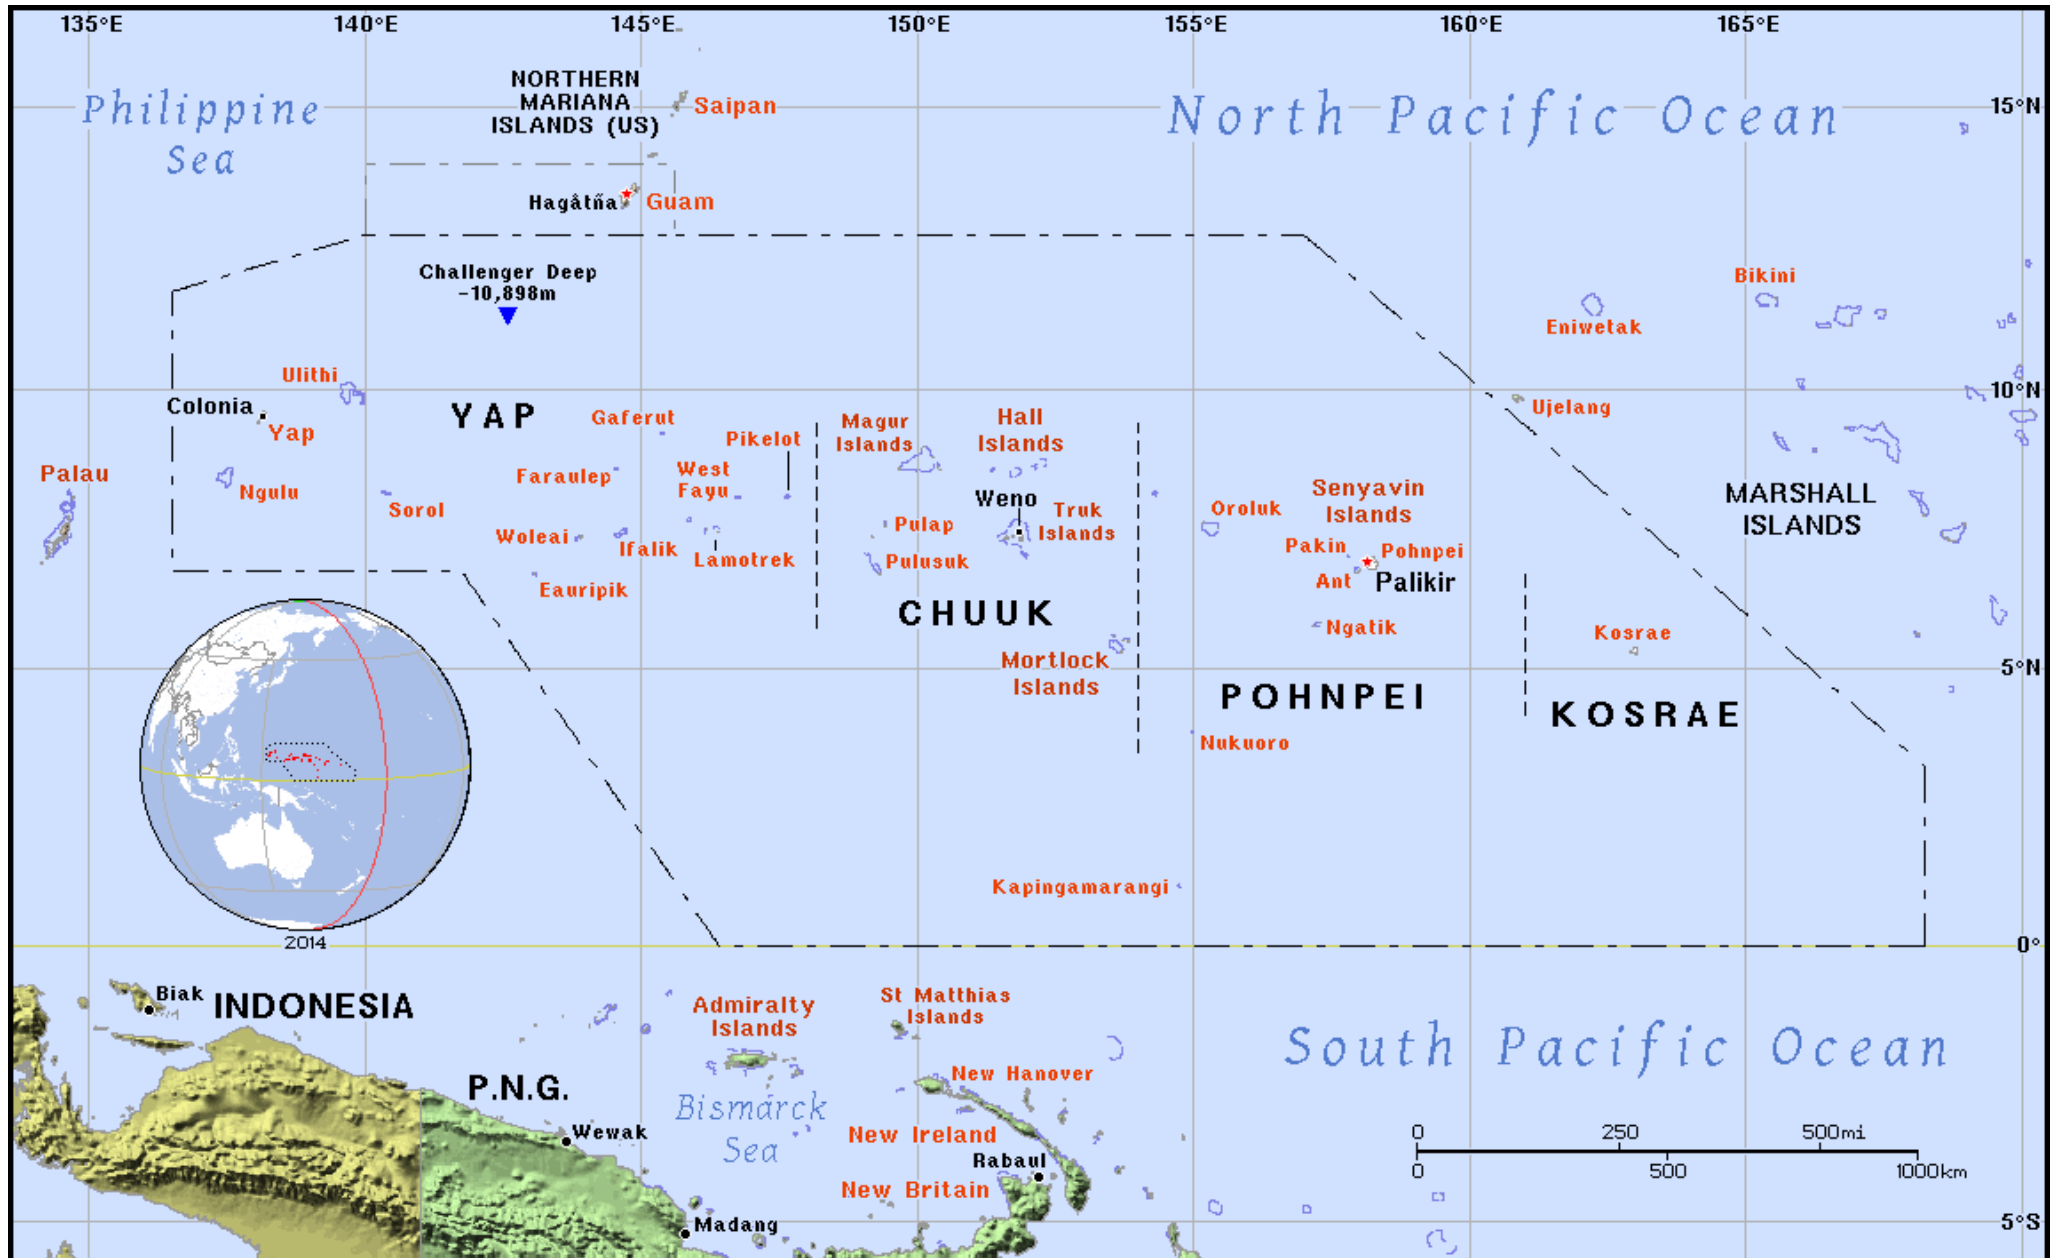 135°E
140°E
145°E
150°E
155°E
160°E
165°E
NORTHERN
MARIANA
ISLANDS (US)
Saipan
Philippine
Sea
North Pacific Ocean
15°N
Hagåtña
Guam
Challenger Deep
-10,898m
Bikini
Eniwetak
Ulithi
10°N
Colonia
Yap
YAP
Gaferut
Pikelot
Magur
Islands
Hall
Islands
Ujelang
Palau
Ngulu
Sorol
Faraulep
West
Fayu
Weno
Truk
Islands
Oroluk
Senyavin
Islands
MARSHALL
ISLANDS
Woleai
Ifalik
Lamotrek
Pulap
Pulusuk
Pakin
Pohnpei
Ant
Palikir
Eauripik
CHUUK
Ngatik
Kosrae
Mortlock
Islands
5°N
POHNPEI
KOSRAE
Nukuoro
Kapingamarangi
2014
0°
Biak
INDONESIA
Admiralty
Islands
St Matthias
Islands
South Pacific Ocean
P.N.G.
New Hanover
Bismarck
Sea
Wewak
New Ireland
Rabaul
New Britain
0
250
500mi
0
500
1000km
Madang
5°S